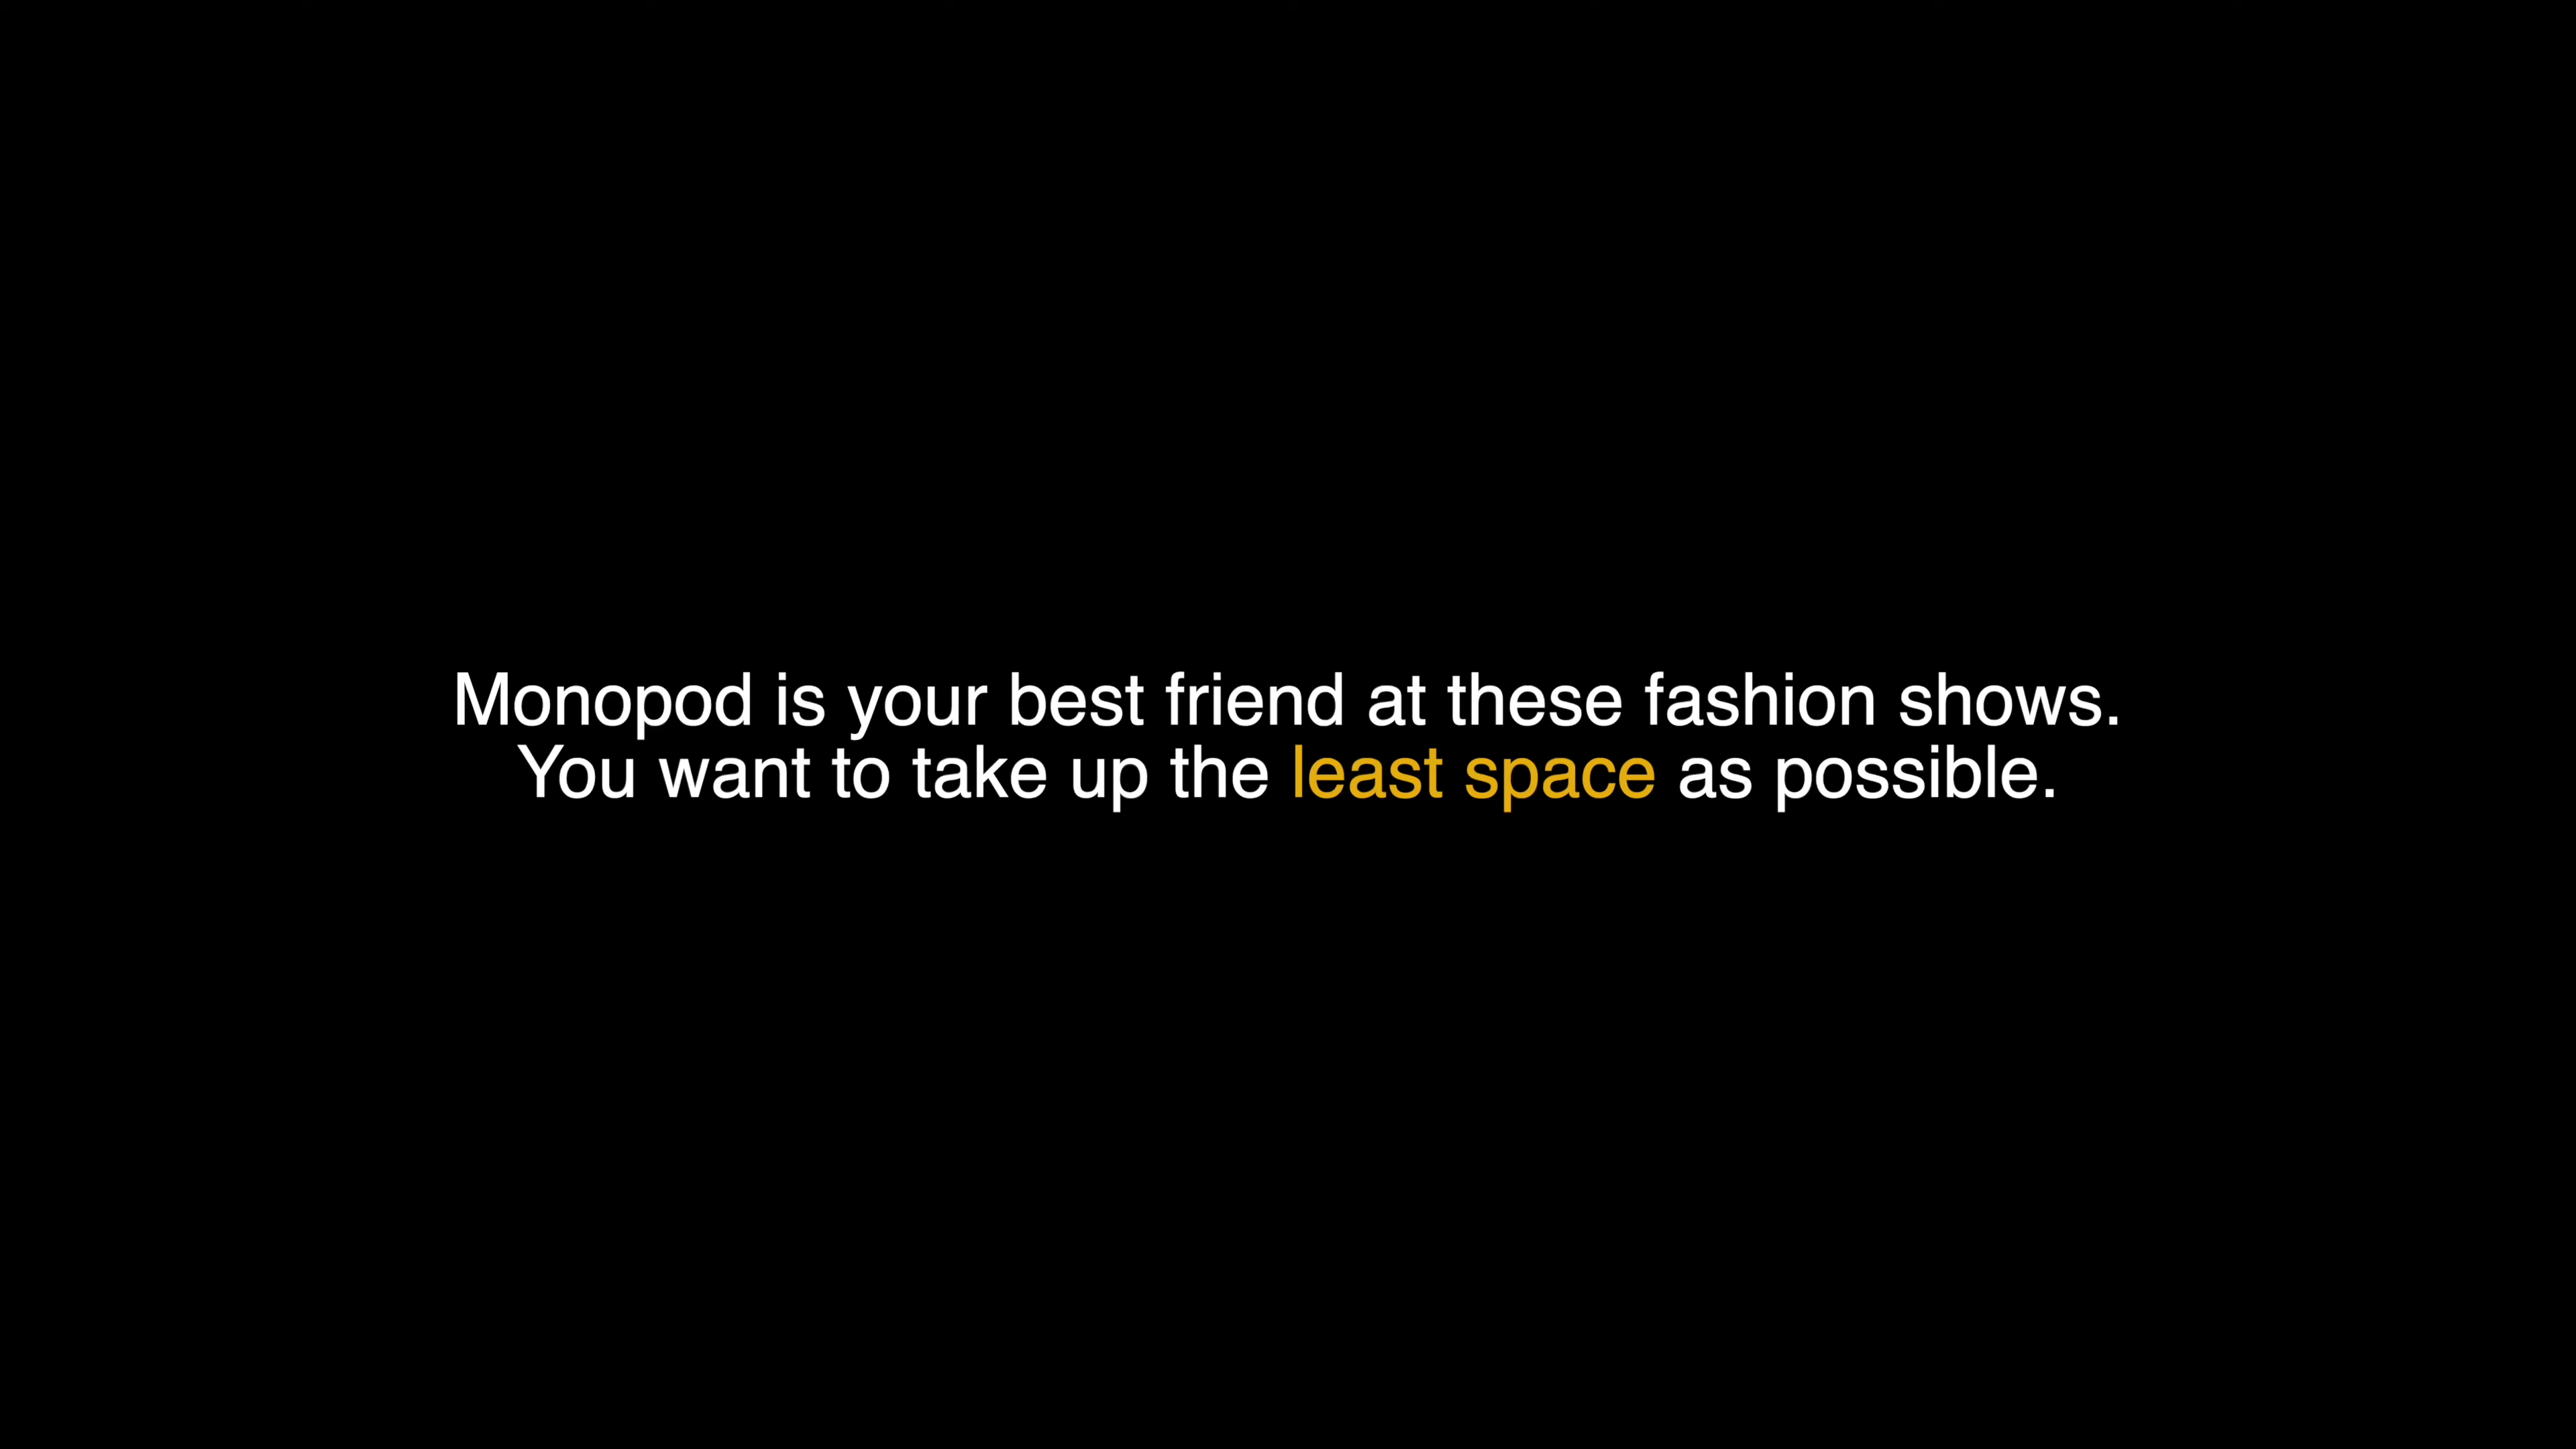 Monopod is your best friend at these fashion shows.
You want to take up the least space as possible.